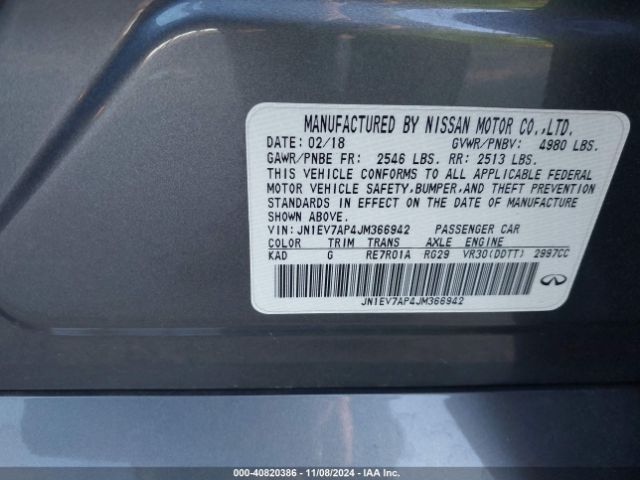 MANUFACTURED BY NISSAN MOTOR CO.,LTD.
DATE: 02/18 GVWR/PNBV: 4980 LBS.
GAWR/PNBE FR: 2546 LBS. RR: 2513 LBS.
THIS VEHICLE CONFORMS TO ALL APPLICABLE FEDERAL
MOTOR VEHICLE SAFETY,BUMPER,AND THEFT PREVENTION
STANDARDS IN EFFECT ON THE DATE OF MANUFACTURE
SHOWN ABOVE.
VIN: JN1EV7AP4JM366942 PASSENGER CAR
COLOR TRIM TRANS AXLE ENGINE
KAD G RE7R01A RG29 VR30(DDTT) 2997CC
JN1EV7AP4JM366942
000-40820386 - 11/08/2024 - IAA Inc.